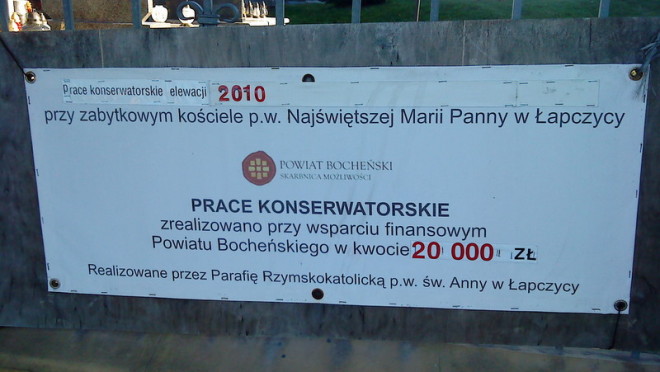 Prace konserwatorskie elewacji 2010
przy zabytkowym kościele p.w. Najświętszej Marii Panny w Łapczycy
POWIAT BOCHEŃSKI
SKARBNICA MOŻLIWOŚCI
PRACE KONSERWATORSKIE
zrealizowano przy wsparciu finansowym
Powiatu Bocheńskiego w kwocie 20 000 ZŁ
Realizowane przez Parafię Rzymskokatolicką p.w. św. Anny w Łapczycy